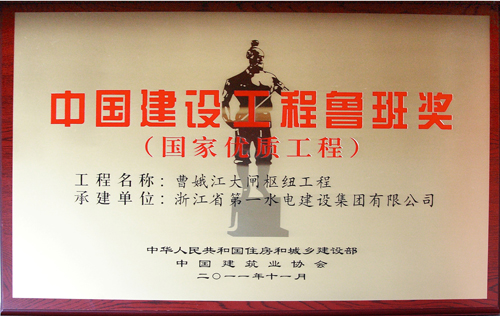 中国建设工程鲁班奖
（国家优质工程）
工程名称：曹娥江大闸枢纽工程
承建单位：浙江省第一水电建设集团有限公司
中华人民共和国住房和城乡建设部
中国建筑业协会
二〇一一年十一月